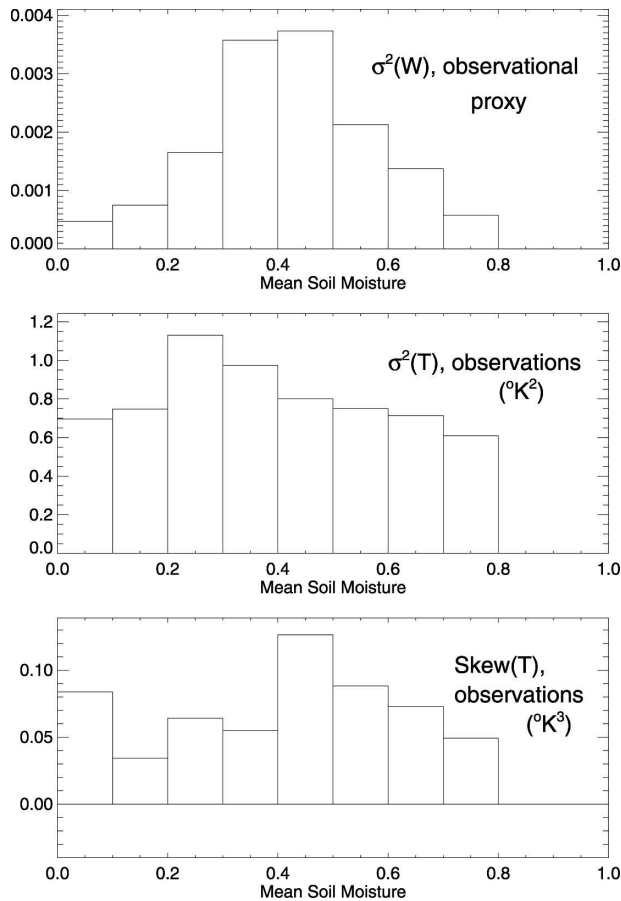 0.004
0.003
0.002
0.001
0.000
σ²(W), observational
proxy
0.0 0.2 0.4 0.6 0.8 1.0
Mean Soil Moisture
1.2
1.0
0.8
0.6
0.4
0.2
0.0
σ²(T), observations
(°K²)
0.0 0.2 0.4 0.6 0.8 1.0
Mean Soil Moisture
0.10
0.05
0.00
Skew(T),
observations
(°K³)
0.0 0.2 0.4 0.6 0.8 1.0
Mean Soil Moisture